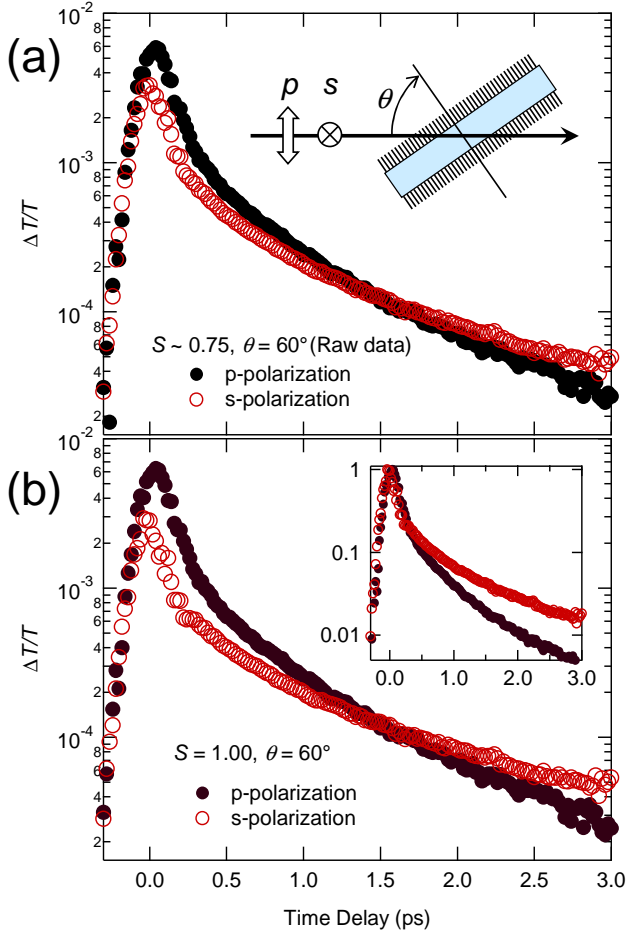 (a)
10-2
8
6
4
2
10-3
8
6
4
2
10-4
8
6
4
2
ΔT/T
p s
θ
S ~ 0.75, θ = 60° (Raw data)
p-polarization
s-polarization
(b)
10-2
8
6
4
2
10-3
8
6
4
2
10-4
8
6
4
2
ΔT/T
1
0.1
0.01
0.0 1.0 2.0 3.0
S = 1.00, θ = 60°
p-polarization
s-polarization
0.0 0.5 1.0 1.5 2.0 2.5 3.0
Time Delay (ps)